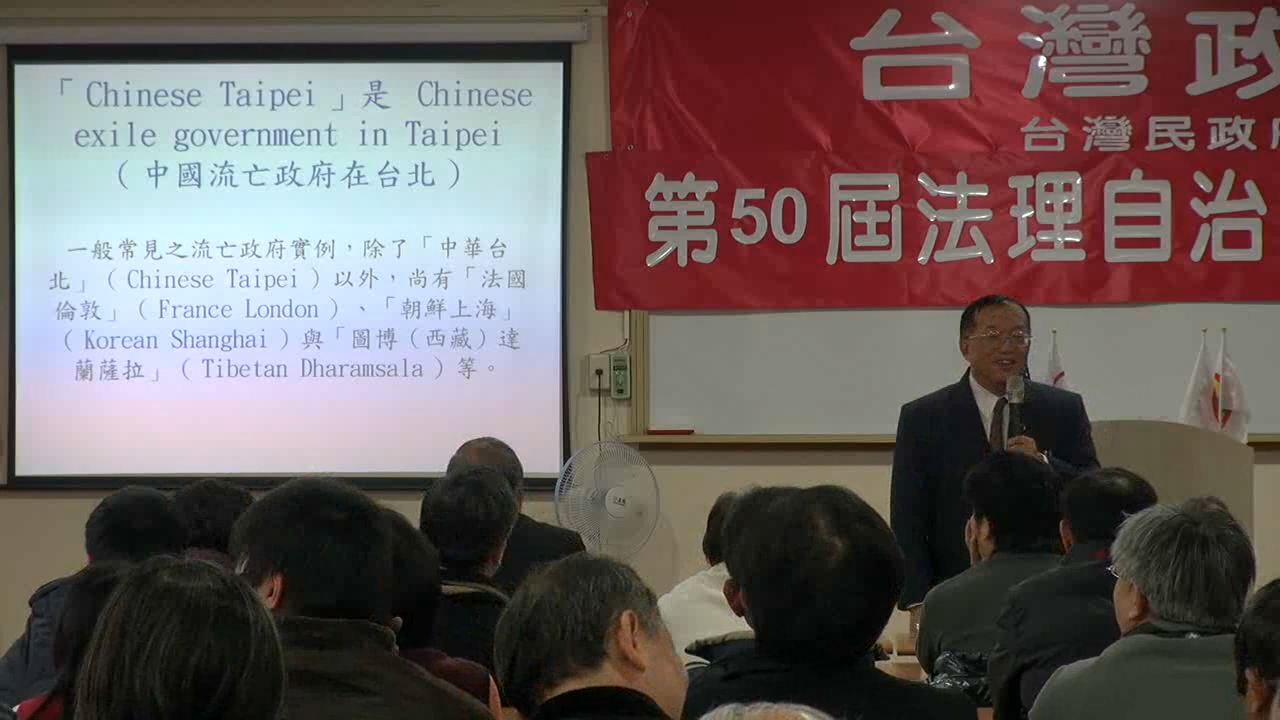 「Chinese Taipei」是 Chinese
exile government in Taipei
(中國流亡政府在台北)
一般常見之流亡政府實例，除了「中華台
北」(Chinese Taipei)以外，尚有「法國
倫敦」(France London)、「朝鮮上海」
(Korean Shanghai)與「圖博(西藏)達
蘭薩拉」(Tibetan Dharamsala)等。
台灣政
台灣民政府
第50屆法理自治